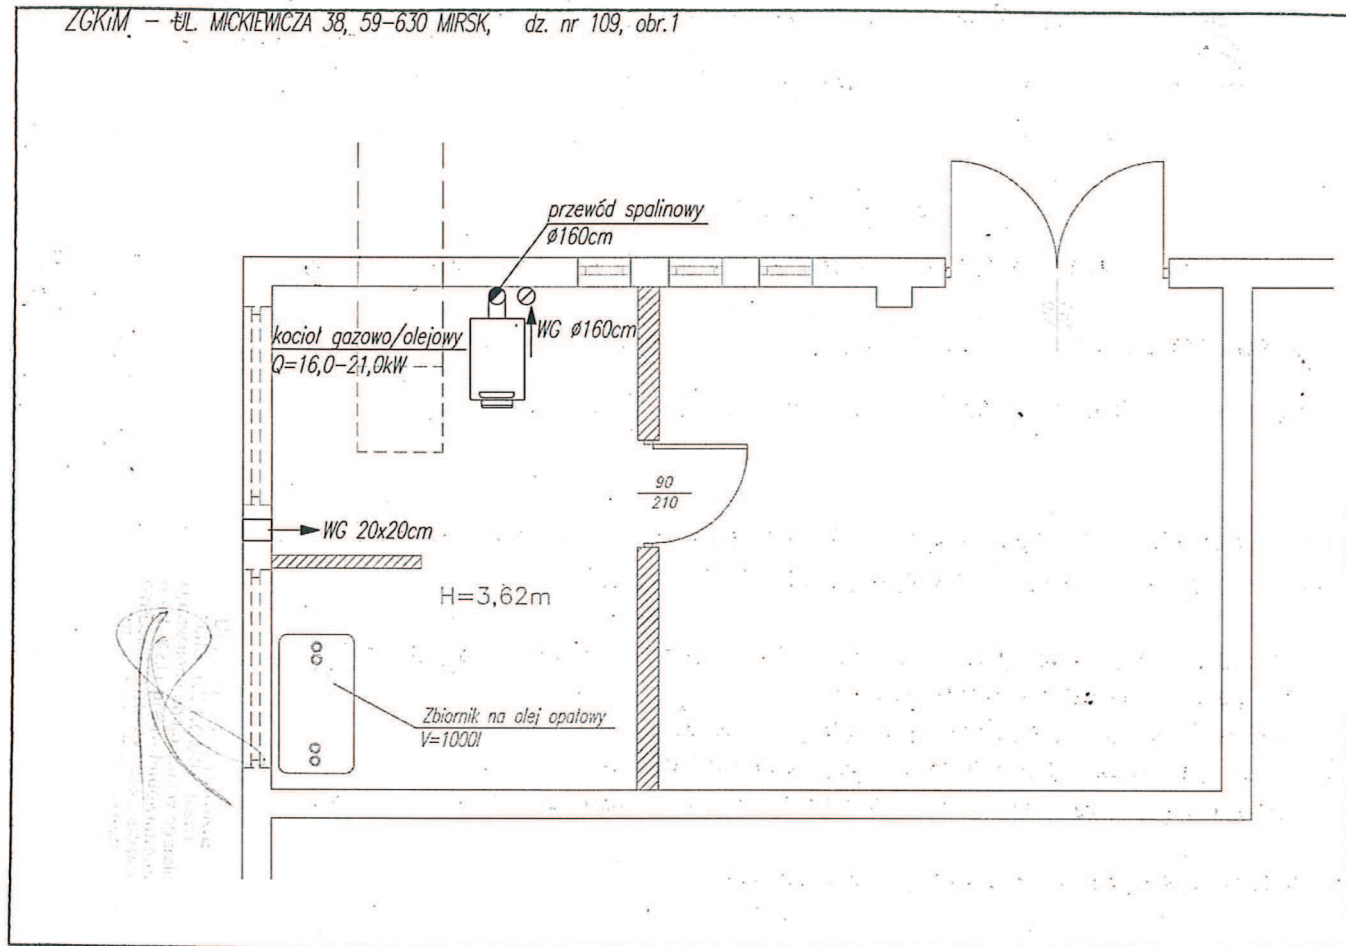 ZGKiM - UL. MICKIEWICZA 38, 59-630 MIRSK, dz. nr 109, obr.1
przewód spalinowy
ø160cm
kocioł gazowo/olejowy
Q=16,0-21,0kW
WG ø160cm
90
210
WG 20x20cm
H=3,62m
Zbiornik na olej opałowy
V=1000l